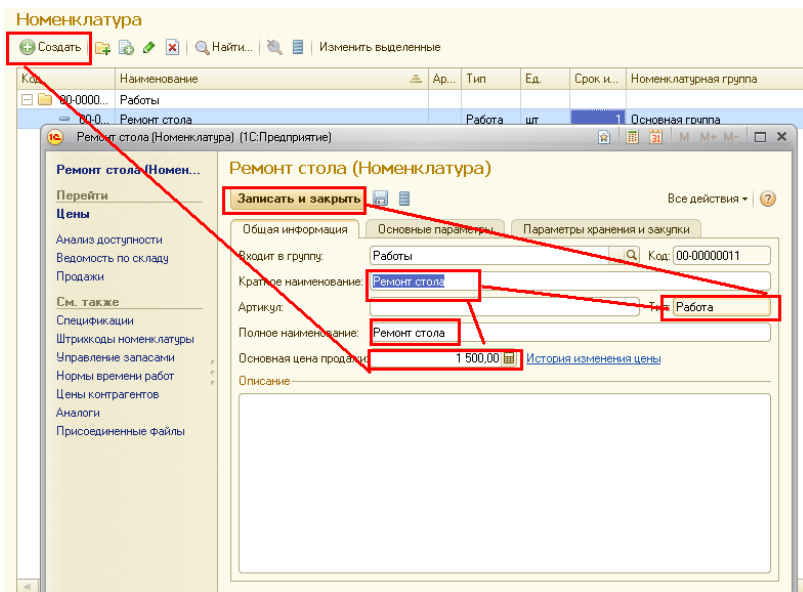 Номенклатура
Создать Найти... Изменить выделенные
Код Наименование Ар... Тип Ед. Срок и... Номенклатурная группа
00-0000... Работы
00-0... Ремонт стола Работа шт 1 Основная группа
Ремонт стола (Номенклатура) (1С:Предприятие) M M+ M-
Ремонт стола (Номен...
Перейти
Цены
Анализ доступности
Ведомость по складу
Продажи
См. также
Спецификации
Штрихкоды номенклатуры
Управление запасами
Нормы времени работ
Цены контрагентов
Аналоги
Присоединенные файлы
Ремонт стола (Номенклатура)
Записать и закрыть Все действия
Общая информация Основные параметры Параметры хранения и закупки
Входит в группу: Работы Код: 00-00000011
Краткое наименование: Ремонт стола
Артикул: Тип: Работа
Полное наименование: Ремонт стола
Основная цена продажи: 1 500,00 История изменения цены
Описание